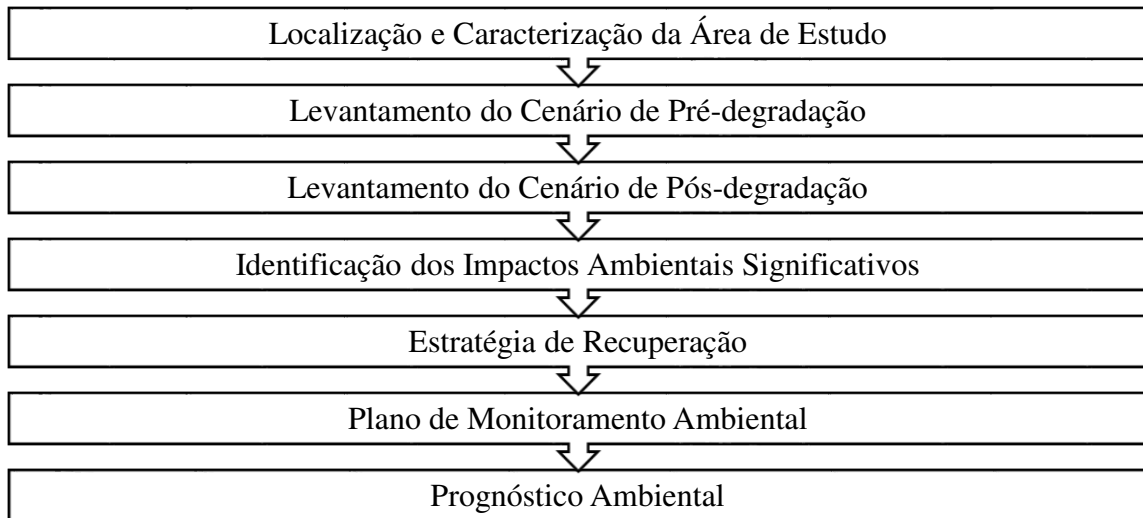 Localização e Caracterização da Área de Estudo
Levantamento do Cenário de Pré-degradação
Levantamento do Cenário de Pós-degradação
Identificação dos Impactos Ambientais Significativos
Estratégia de Recuperação
Plano de Monitoramento Ambiental
Prognóstico Ambiental